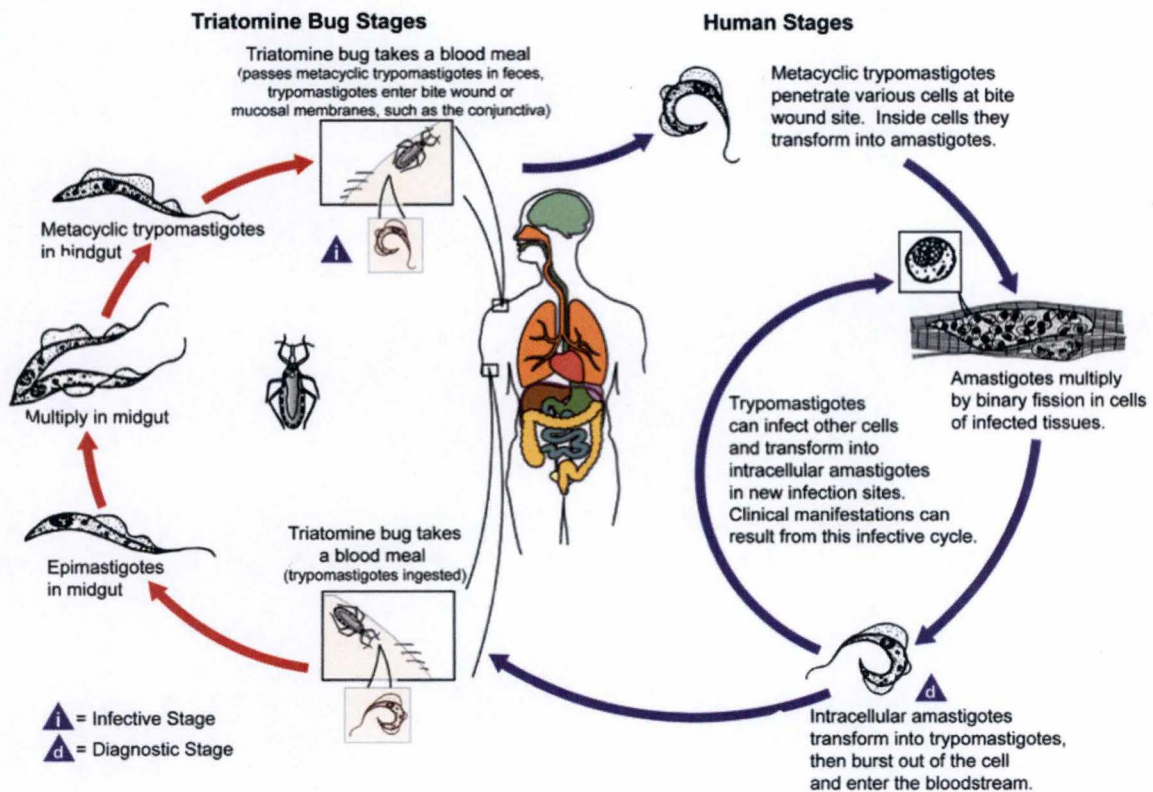 Triatomine Bug Stages
Human Stages
Triatomine bug takes a blood meal
(passes metacyclic trypomastigotes in feces,
trypomastigotes enter bite wound or
mucosal membranes, such as the conjunctiva)
i
Metacyclic trypomastigotes
penetrate various cells at bite
wound site. Inside cells they
transform into amastigotes.
Amastigotes multiply
by binary fission in cells
of infected tissues.
Trypomastigotes
can infect other cells
and transform into
intracellular amastigotes
in new infection sites.
Clinical manifestations can
result from this infective cycle.
d
Intracellular amastigotes
transform into trypomastigotes,
then burst out of the cell
and enter the bloodstream.
Triatomine bug takes
a blood meal
(trypomastigotes ingested)
Epimastigotes
in midgut
Multiply in midgut
Metacyclic trypomastigotes
in hindgut
i = Infective Stage
d = Diagnostic Stage